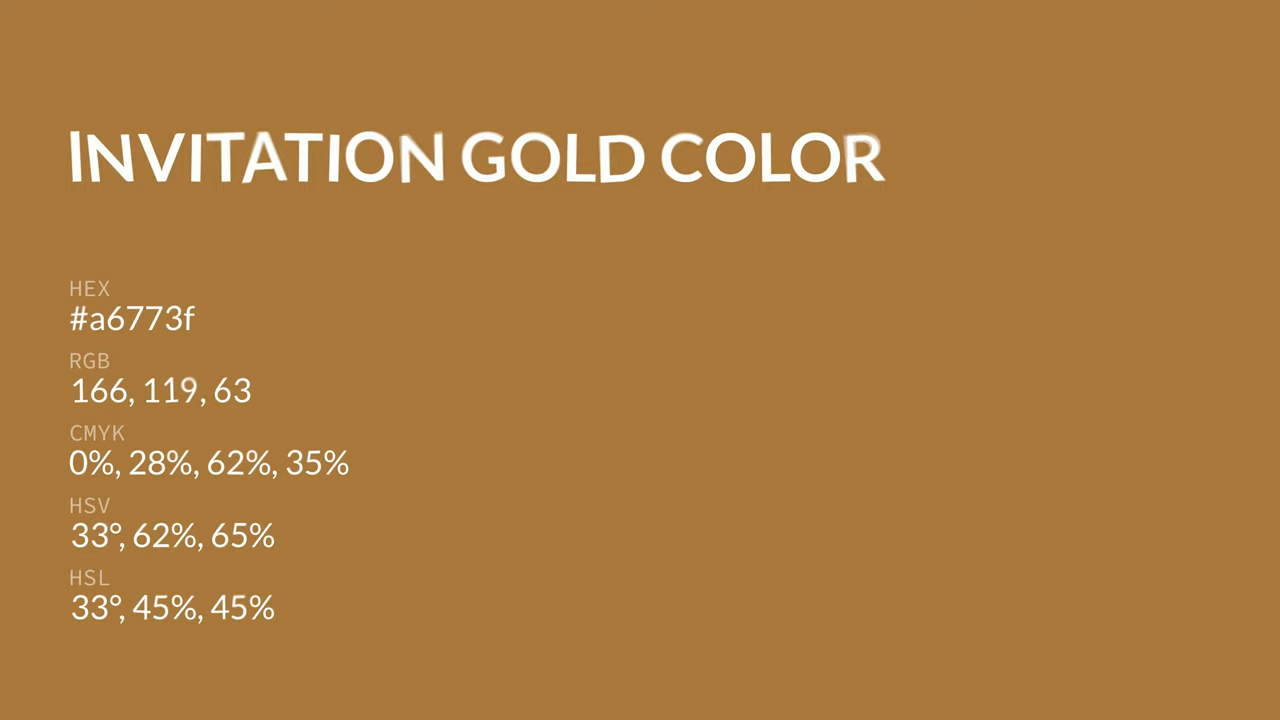 INVITATION GOLD COLOR
HEX
#a6773f
RGB
166, 119, 63
CMYK
0%, 28%, 62%, 35%
HSV
33°, 62%, 65%
HSL
33°, 45%, 45%